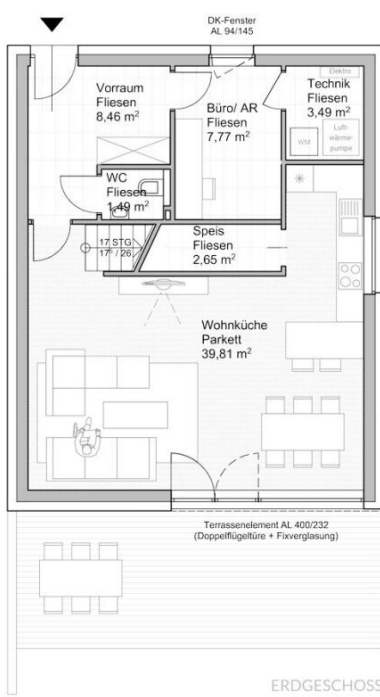 DK-Fenster
AL 94/145
Elektro
Vorraum
Fliesen
8,46 m²
Büro/ AR
Fliesen
7,77 m²
Technik
Fliesen
3,49 m²
WM
Luft-
wärme-
pumpe
WC
Fliesen
1,49 m²
17 STG
17⁵ / 26
Speis
Fliesen
2,65 m²
Wohnküche
Parkett
39,81 m²
Terrassenelement AL 400/232
(Doppelflügeltüre + Fixverglasung)
ERDGESCHOSS